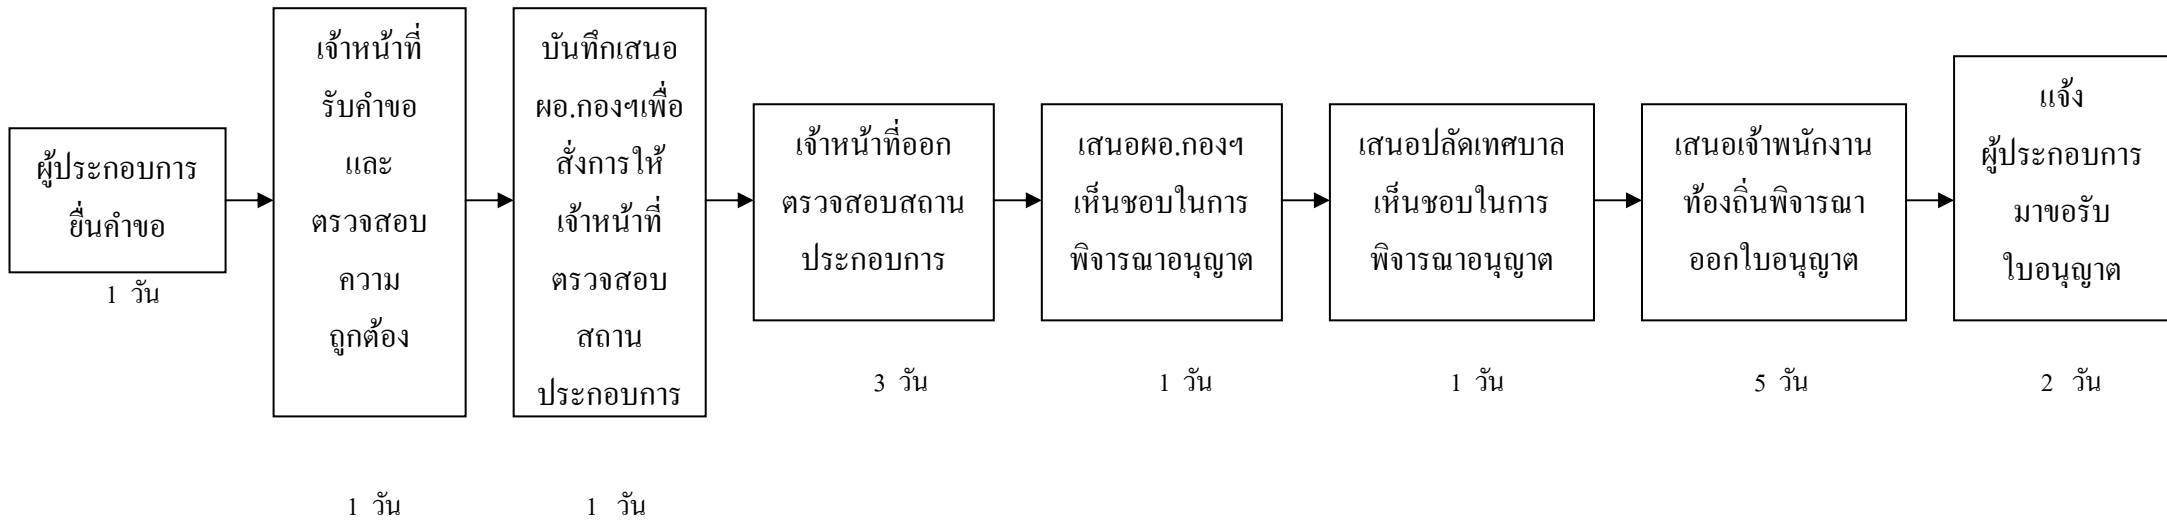 ผู้ประกอบการ
ยื่นคำขอ
1 วัน
เจ้าหน้าที่
รับคำขอ
และ
ตรวจสอบ
ความ
ถูกต้อง
1 วัน
บันทึกเสนอ
ผอ.กองฯเพื่อ
สั่งการให้
เจ้าหน้าที่
ตรวจสอบ
สถาน
ประกอบการ
1 วัน
เจ้าหน้าที่ออก
ตรวจสอบสถาน
ประกอบการ
3 วัน
เสนอผอ.กองฯ
เห็นชอบในการ
พิจารณาอนุญาต
1 วัน
เสนอปลัดเทศบาล
เห็นชอบในการ
พิจารณาอนุญาต
1 วัน
เสนอเจ้าพนักงาน
ท้องถิ่นพิจารณา
ออกใบอนุญาต
5 วัน
แจ้ง
ผู้ประกอบการ
มาขอรับ
ใบอนุญาต
2 วัน